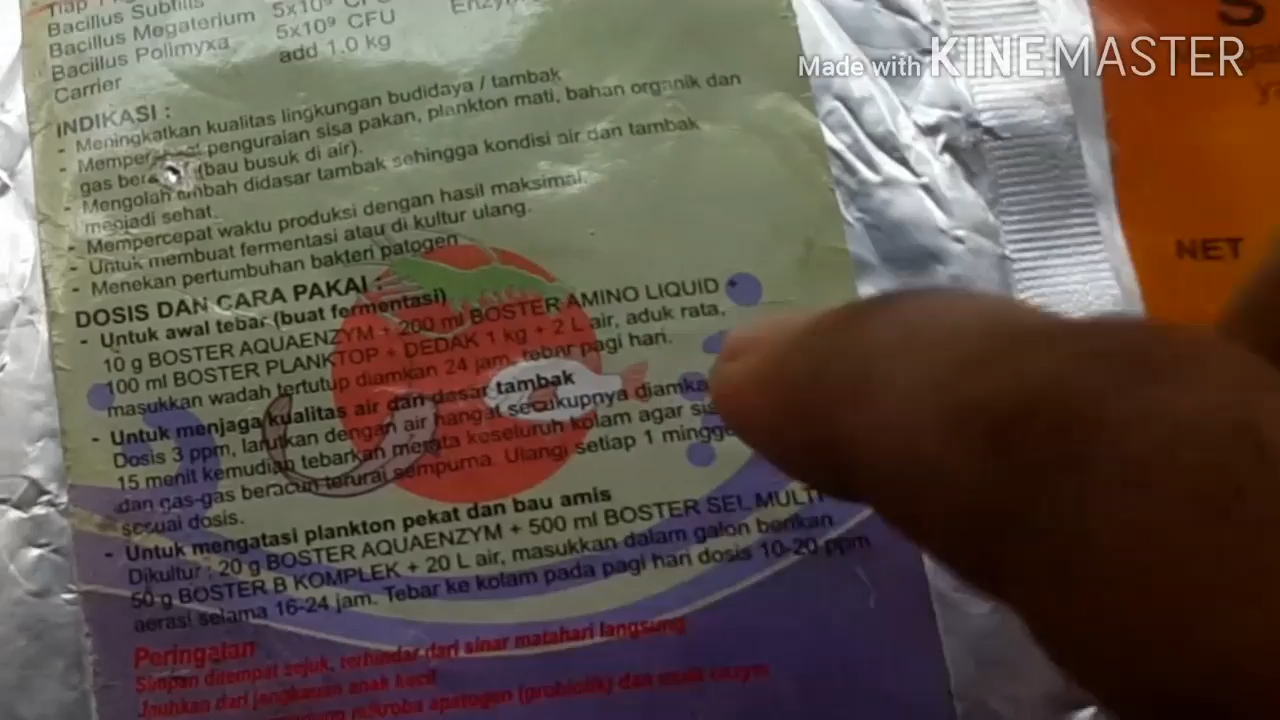 Made with KINEMASTER
S
NET
Tiap 1
Bacillus Subtilis 5x10⁹
Bacillus Megaterium 5x10⁹ CFU
Bacillus Polimyxa add 1.0 kg
Carrier
INDIKASI :
- Meningkatkan kualitas lingkungan budidaya / tambak
- penguraian sisa pakan, plankton mati, bahan organik dan
gas (bau busuk di air).
- Mengolah limbah didasar tambak sehingga kondisi air dan tambak
menjadi sehat.
- Mempercepat waktu produksi dengan hasil maksimal.
- Untuk membuat fermentasi atau di kultur ulang.
- Menekan pertumbuhan bakteri patogen
DOSIS DAN CARA PAKAI :
- Untuk awal tebar (buat fermentasi)
10 g BOSTER AQUAENZYM + 200 ml BOSTER AMINO LIQUID +
100 ml BOSTER PLANKTOP + DEDAK 1 kg + 2 L air, aduk rata,
masukkan wadah tertutup diamkan 24 jam, tebar pagi hari.
- Untuk menjaga kualitas air dan dasar tambak
Dosis 3 ppm, larutkan dengan air hangat secukupnya diamka
15 menit kemudian tebarkan merata keseluruh kolam agar sis
dan gas-gas beracun terurai sempurna. Ulangi setiap 1 minggu
sesuai dosis.
- Untuk mengatasi plankton pekat dan bau amis
Dikultur : 20 g BOSTER AQUAENZYM + 500 ml BOSTER SEL MULTI
50 g BOSTER B KOMPLEK + 20 L air, masukkan dalam galon berikan
aerasi selama 16-24 jam. Tebar ke kolam pada pagi hari dosis 10-20 ppm
Peringatan
Simpan ditempat sejuk, terhindar dari sinar matahari langsung
Jauhkan dari jangkauan anak kecil
mikroba apatogen (probiotik) dan multi enzym